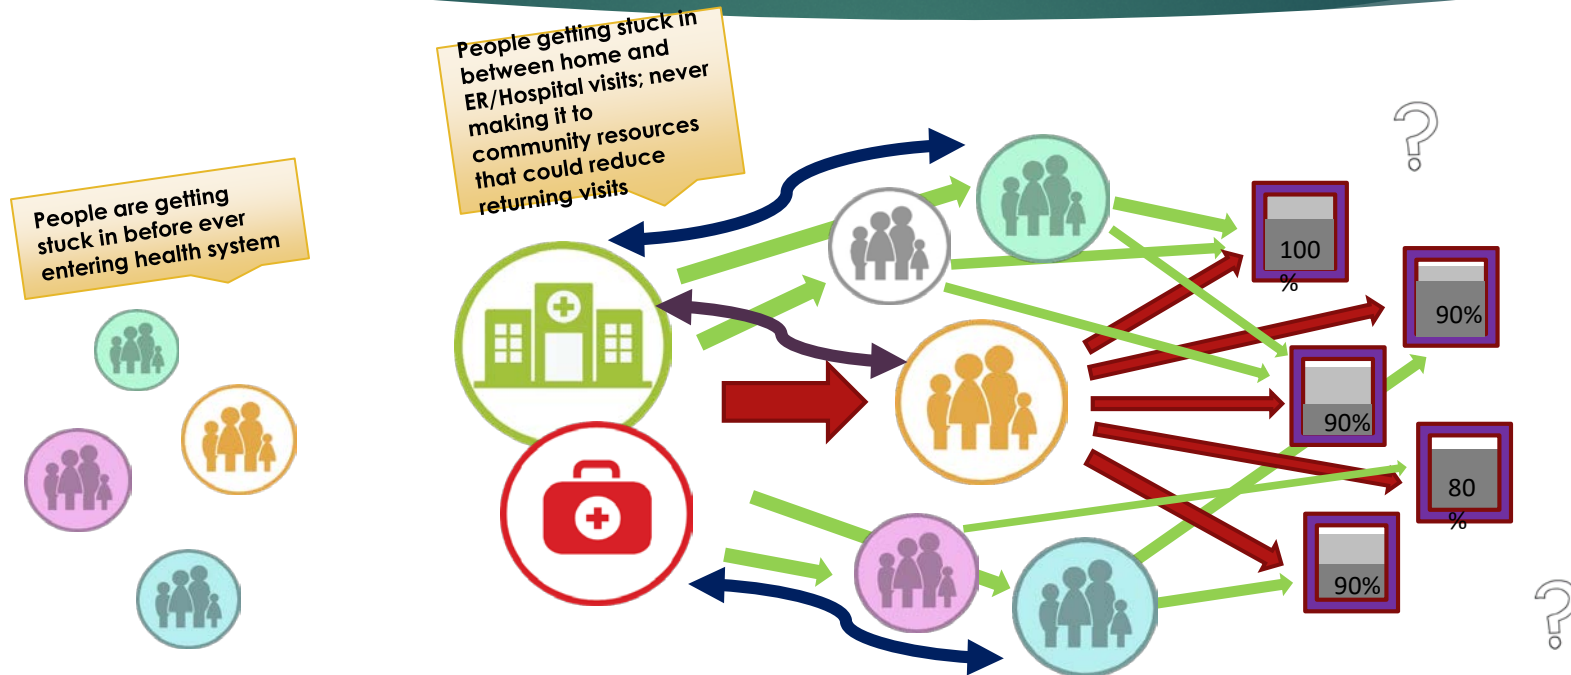 People getting stuck in
between home and
ER/Hospital visits; never
making it to
community resources
that could reduce
returning visits
People are getting
stuck in before ever
entering health system
?
100
%
90%
90%
80
%
90%
?